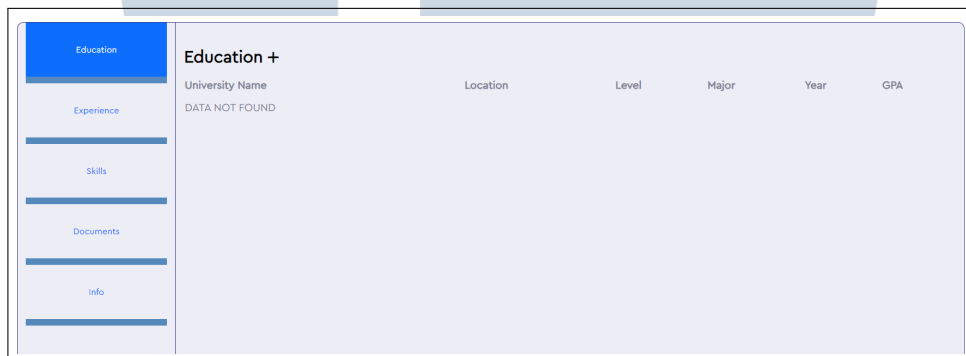 Education
Experience
Skills
Documents
Info
Education +
University Name Location Level Major Year GPA
DATA NOT FOUND